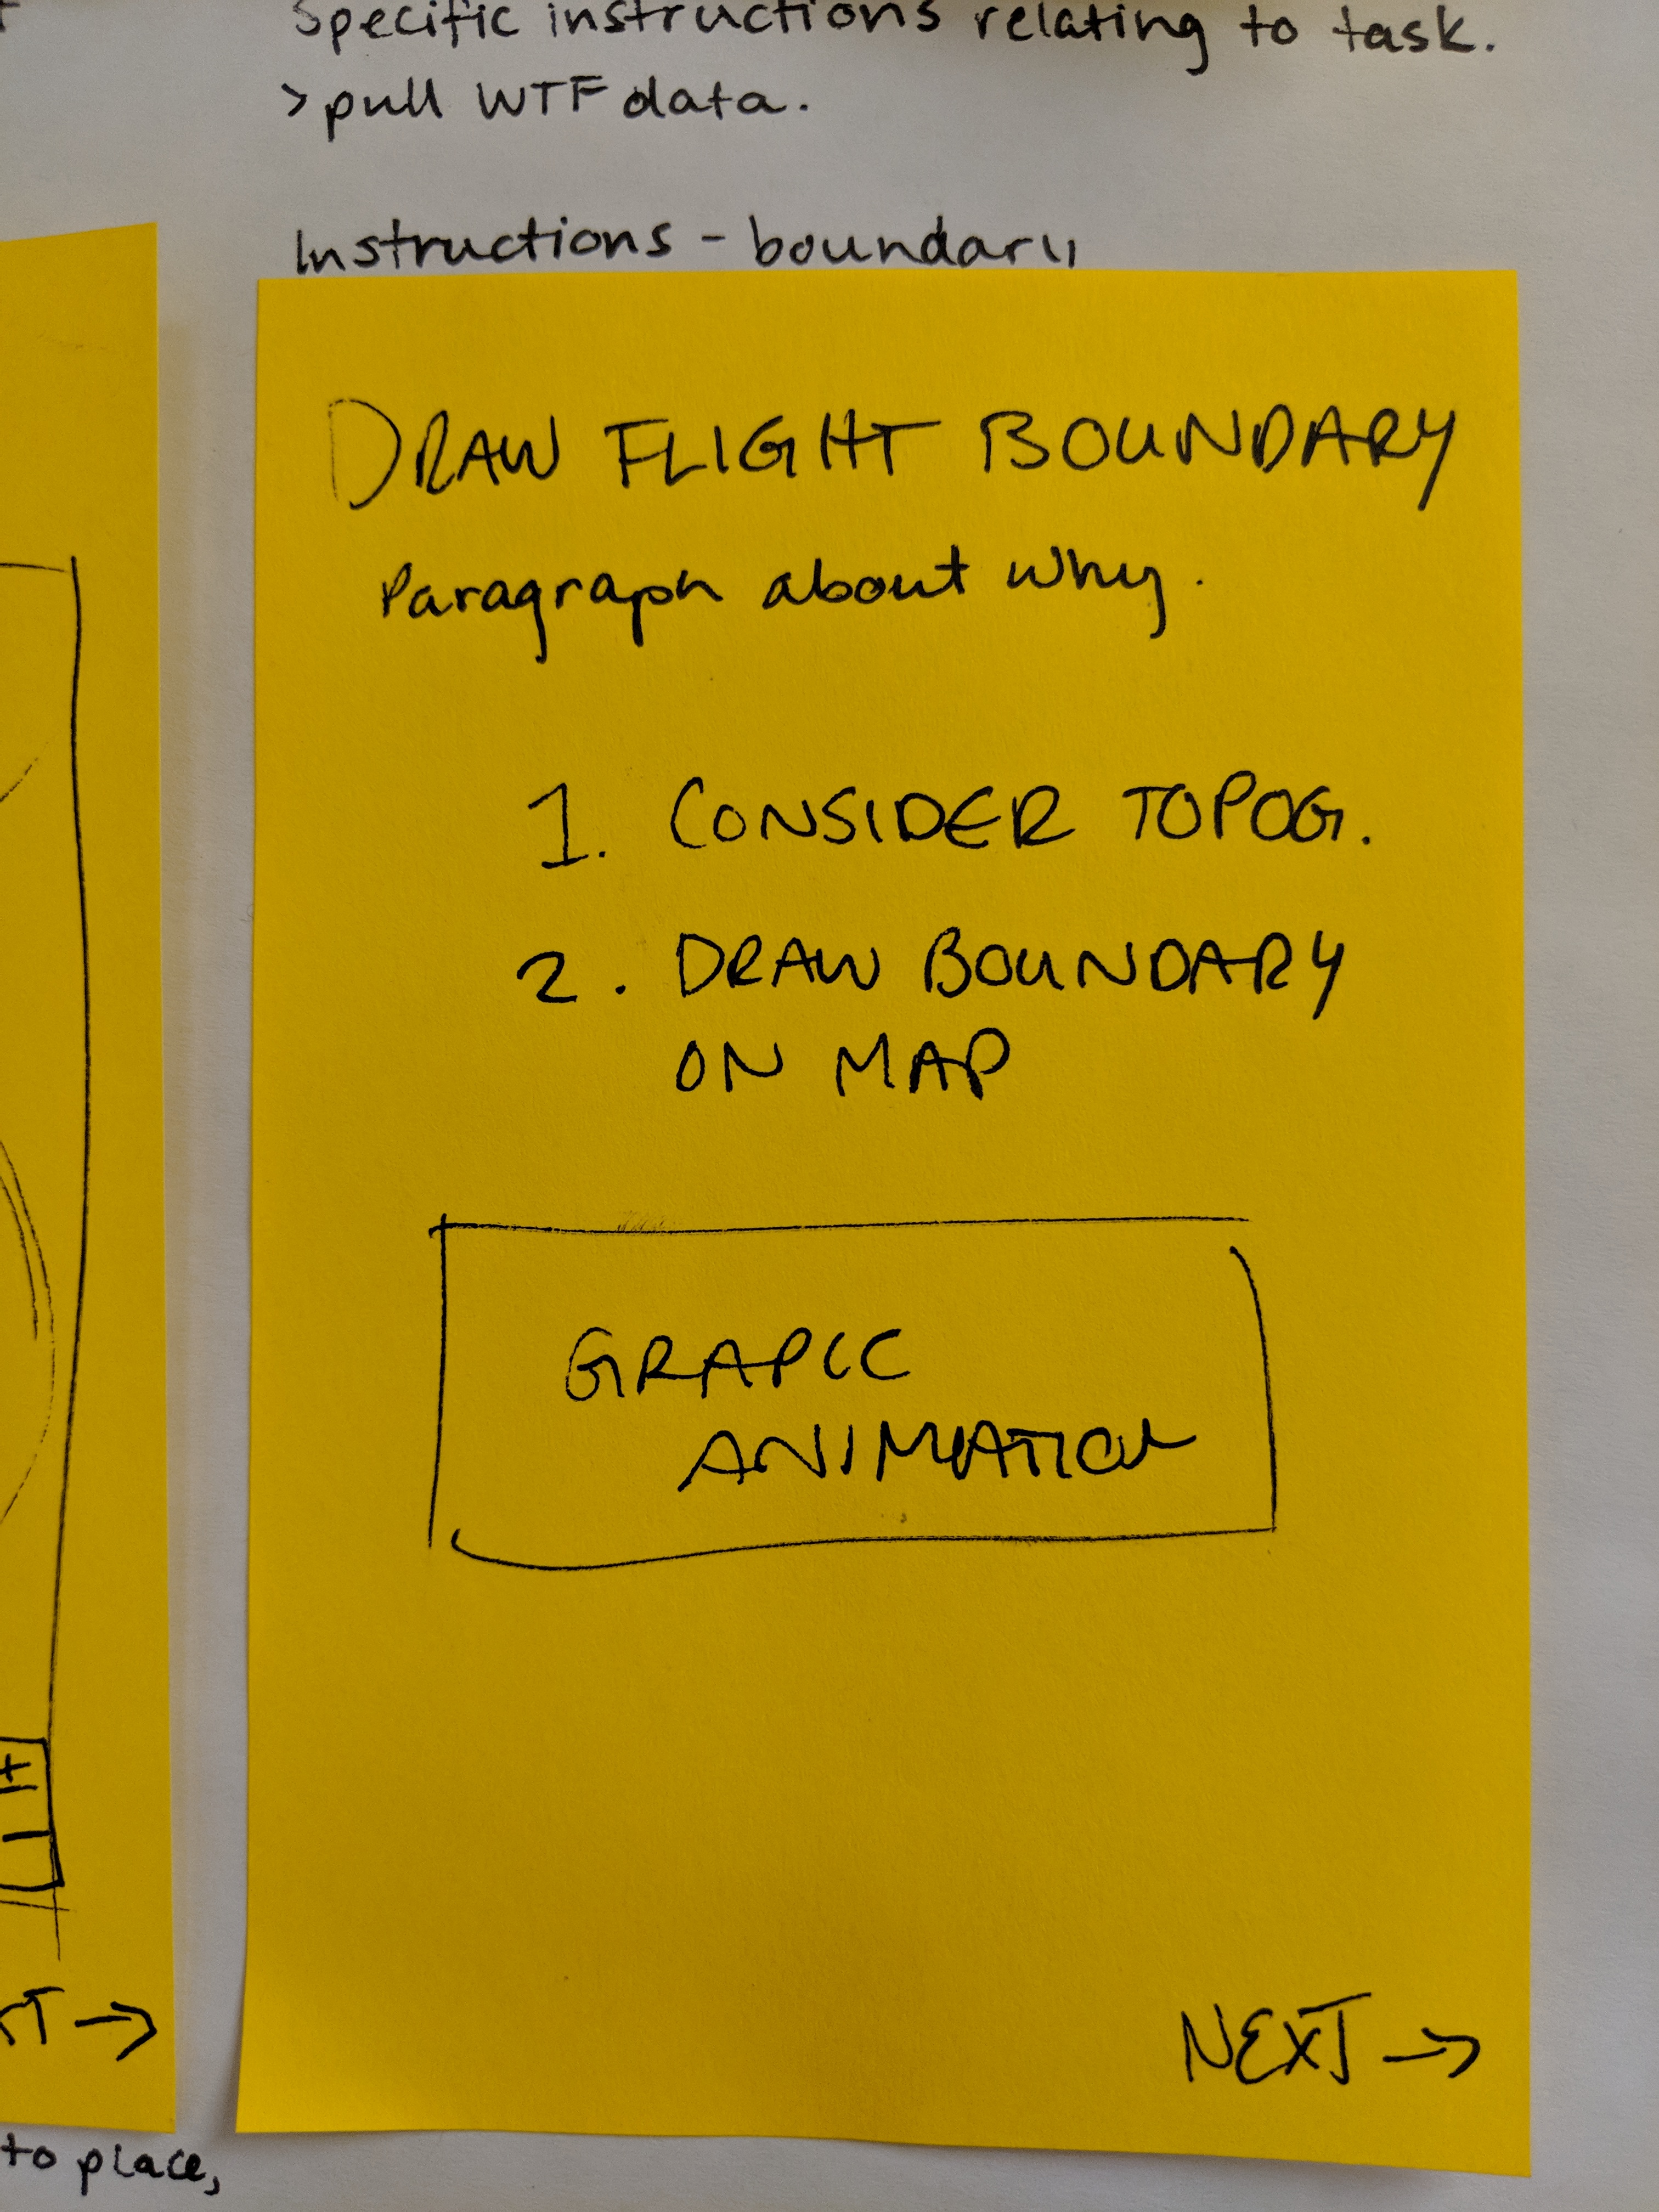 Specific instructions relating to task.
> pull WTF data.
Instructions - boundary
DRAW FLIGHT BOUNDARY
Paragraph about why.
1. CONSIDER TOPOG.
2. DRAW BOUNDARY
ON MAP
GRAPIC
ANIMATION
NEXT →
XT →
to place,